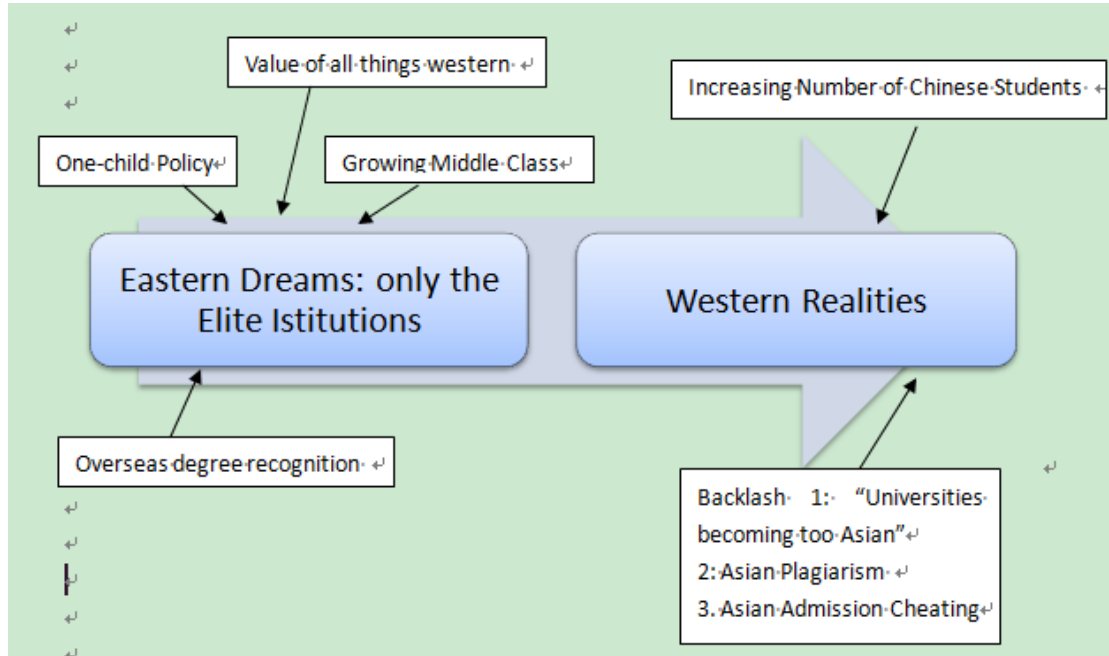 Value of all things western
Increasing Number of Chinese Students
One-child Policy
Growing Middle Class
Eastern Dreams: only the
Elite Istitutions
Western Realities
Overseas degree recognition
Backlash 1: “Universities
becoming too Asian”
2: Asian Plagiarism
3. Asian Admission Cheating